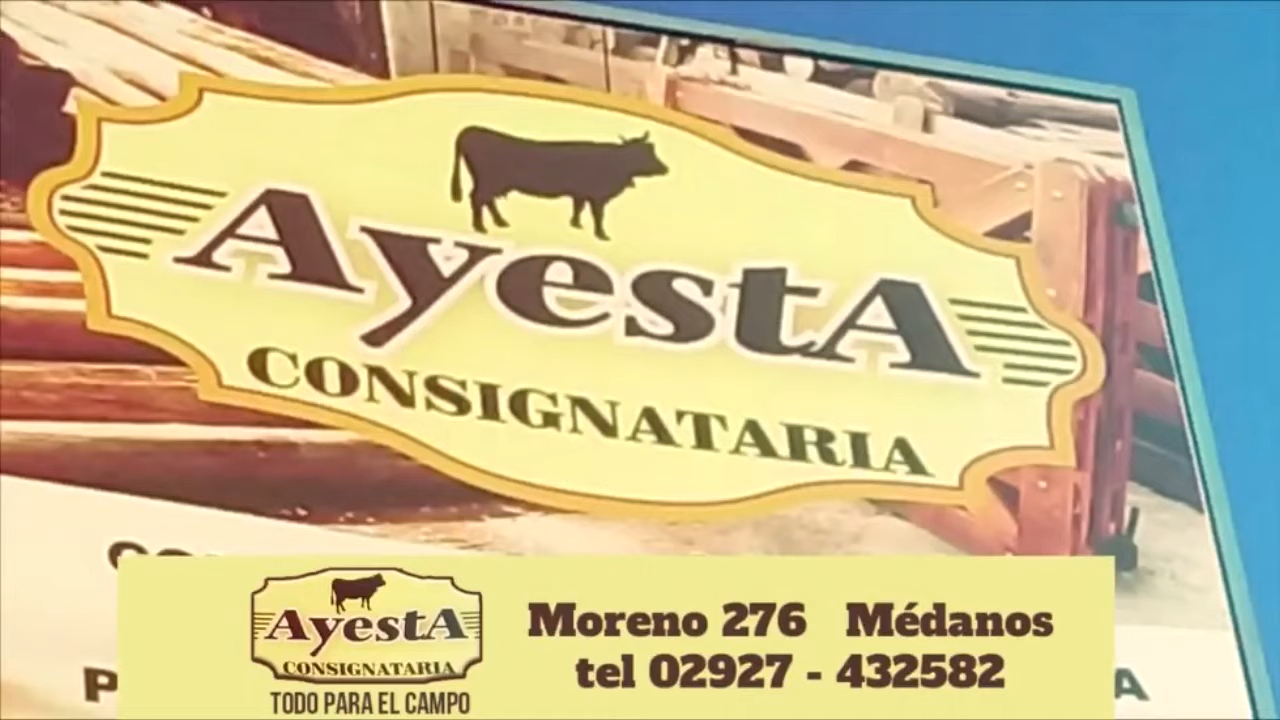 AyestA
CONSIGNATARIA
AyestA
CONSIGNATARIA
TODO PARA EL CAMPO
Moreno 276 Médanos
tel 02927 - 432582